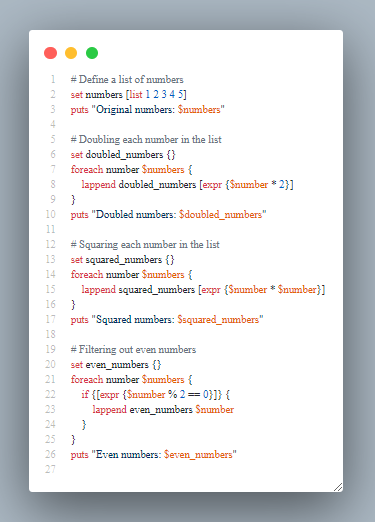 1 # Define a list of numbers
2 set numbers [list 1 2 3 4 5]
3 puts "Original numbers: $numbers"
4
5 # Doubling each number in the list
6 set doubled_numbers {}
7 foreach number $numbers {
8     lappend doubled_numbers [expr {$number * 2}]
9 }
10 puts "Doubled numbers: $doubled_numbers"
11
12 # Squaring each number in the list
13 set squared_numbers {}
14 foreach number $numbers {
15     lappend squared_numbers [expr {$number * $number}]
16 }
17 puts "Squared numbers: $squared_numbers"
18
19 # Filtering out even numbers
20 set even_numbers {}
21 foreach number $numbers {
22     if {[expr {$number % 2 == 0}]} {
23         lappend even_numbers $number
24     }
25 }
26 puts "Even numbers: $even_numbers"
27